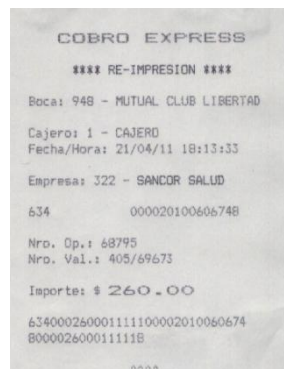 COBRO EXPRESS
**** RE-IMPRESION ****
Boca: 948 - MUTUAL CLUB LIBERTAD
Cajero: 1 - CAJERO
Fecha/Hora: 21/04/11 18:13:33
Empresa: 322 - SANCOR SALUD
634 000020100606748
Nro. Op.: 68795
Nro. Val.: 405/69673
Importe: $ 260.00
634000260001111100002010060674
8000002600011111B